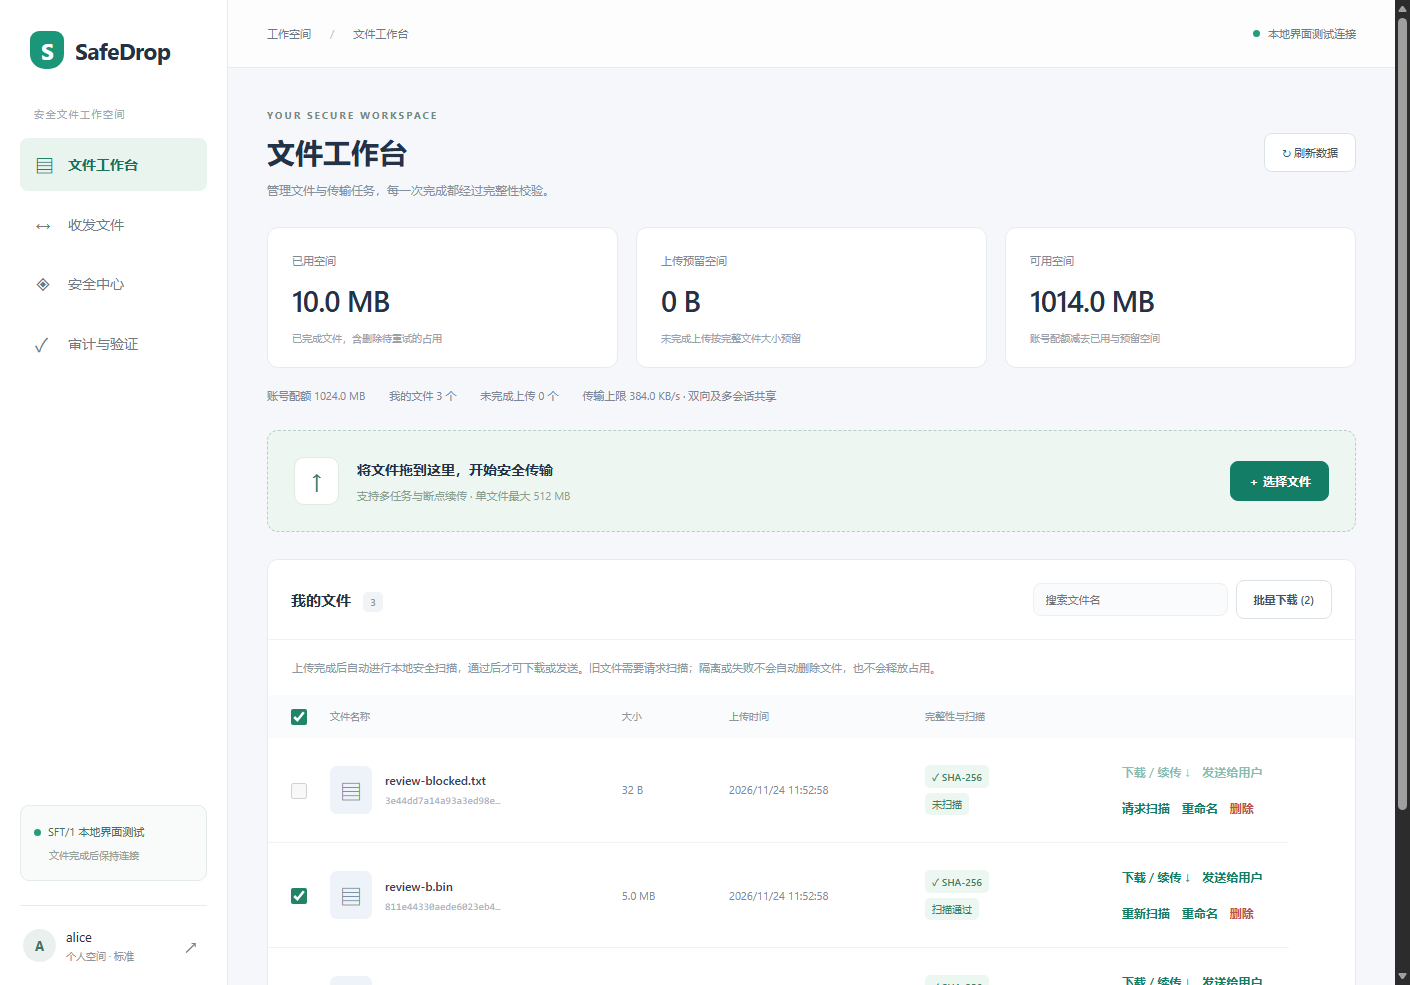 S SafeDrop
安全文件工作空间
文件工作台
收发文件
安全中心
审计与验证
SFT/1 本地界面测试
文件完成后保持连接
A
alice
个人空间 · 标准
工作空间 / 文件工作台
本地界面测试连接
YOUR SECURE WORKSPACE
文件工作台
管理文件与传输任务，每一次完成都经过完整性校验。
↻ 刷新数据
已用空间
10.0 MB
已完成文件，含删除待重试的占用
上传预留空间
0 B
未完成上传按完整文件大小预留
可用空间
1014.0 MB
账号配额减去已用与预留空间
账号配额 1024.0 MB 我的文件 3 个 未完成上传 0 个 传输上限 384.0 KB/s · 双向及多会话共享
将文件拖到这里，开始安全传输
支持多任务与断点续传 · 单文件最大 512 MB
+ 选择文件
我的文件 3
搜索文件名
批量下载 (2)
上传完成后自动进行本地安全扫描，通过后才可下载或发送。旧文件需要请求扫描；隔离或失败不会自动删除文件，也不会释放占用。
文件名称 大小 上传时间 完整性与扫描
review-blocked.txt
3e44dd7a14a93a3ed98e…
32 B
2026/11/24 11:52:58
✓ SHA-256
未扫描
下载 / 续传 ↓ 发送给用户
请求扫描 重命名 删除
review-b.bin
811e44330aede6023eb4…
5.0 MB
2026/11/24 11:52:58
✓ SHA-256
扫描通过
下载 / 续传 ↓ 发送给用户
重新扫描 重命名 删除
✓ SHA-256
下载 / 续传 ↓ 发送给用户